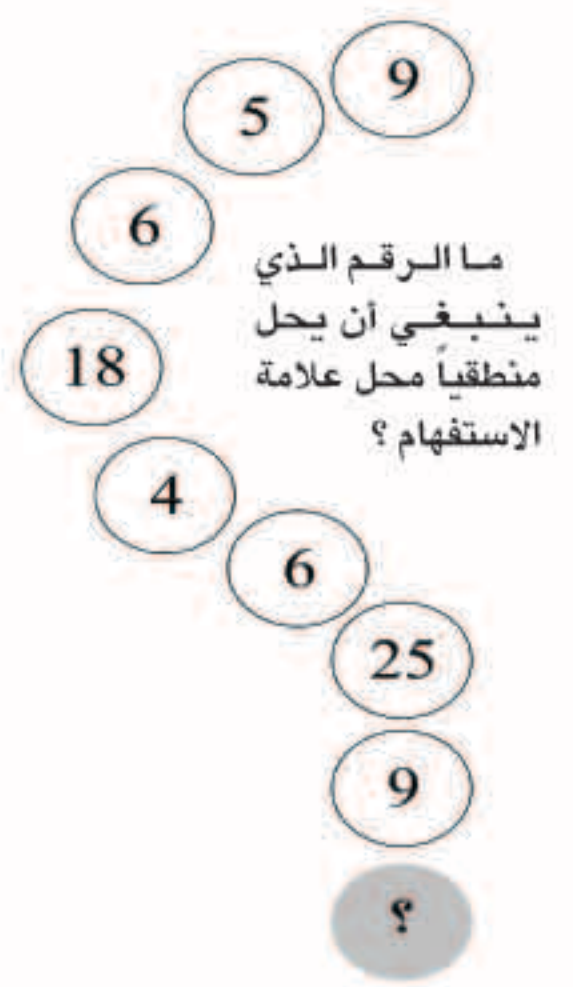 9
5
6
ما الرقم الذي
ينبغي أن يحل
منطقياً محل علامة
الاستفهام ؟
18
4
6
25
9
؟